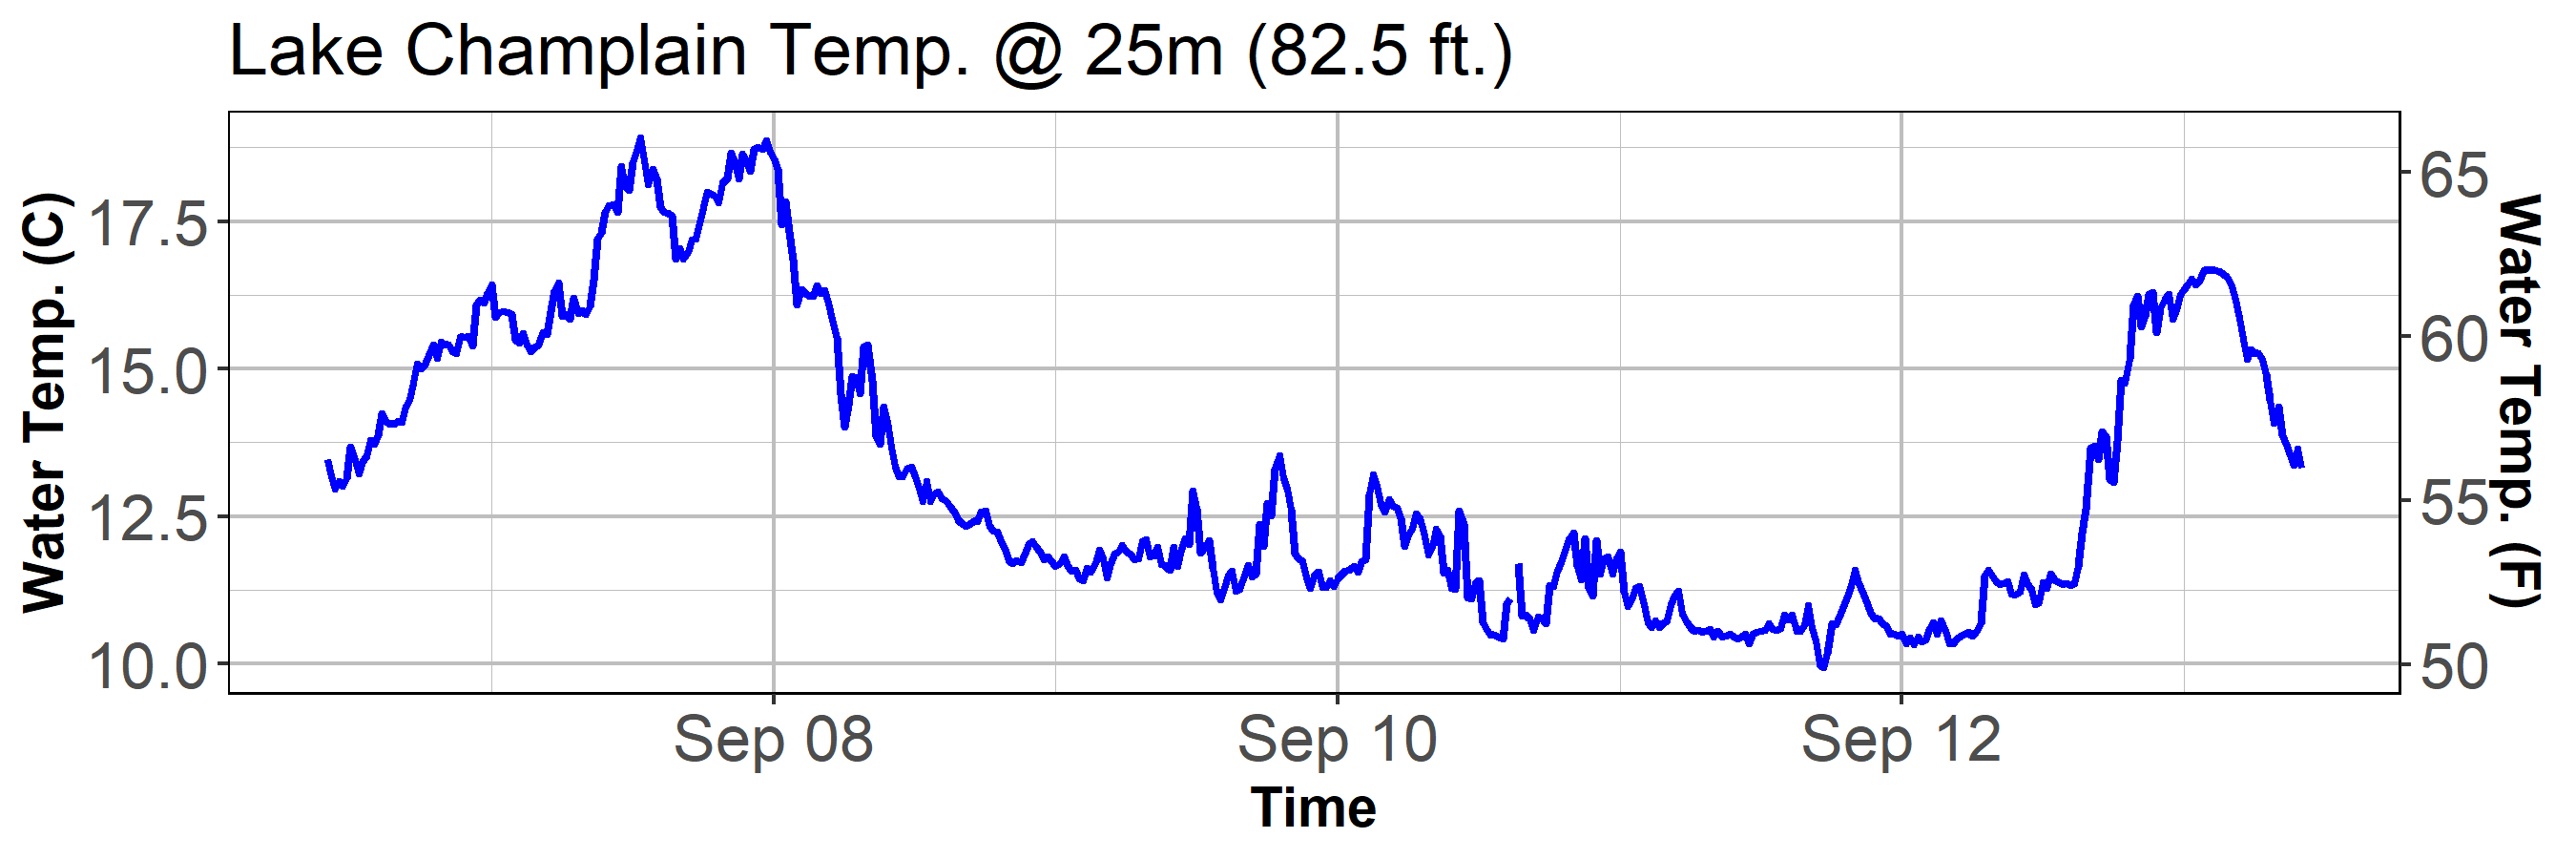 Lake Champlain Temp. @ 25m (82.5 ft.)
Water Temp. (C)
17.5
15.0
12.5
10.0
65
60
55
50
Water Temp. (F)
Sep 08
Sep 10
Sep 12
Time